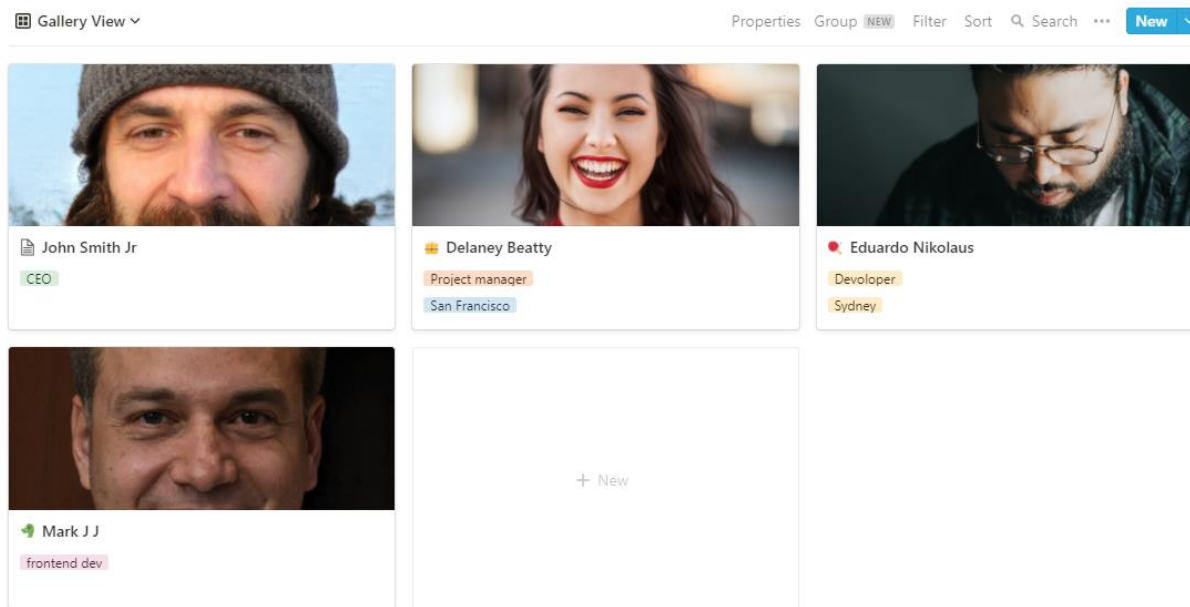 Gallery View
Properties Group NEW Filter Sort Search New
John Smith Jr
CEO
Delaney Beatty
Project manager
San Francisco
Eduardo Nikolaus
Devoloper
Sydney
Mark J J
frontend dev
+ New